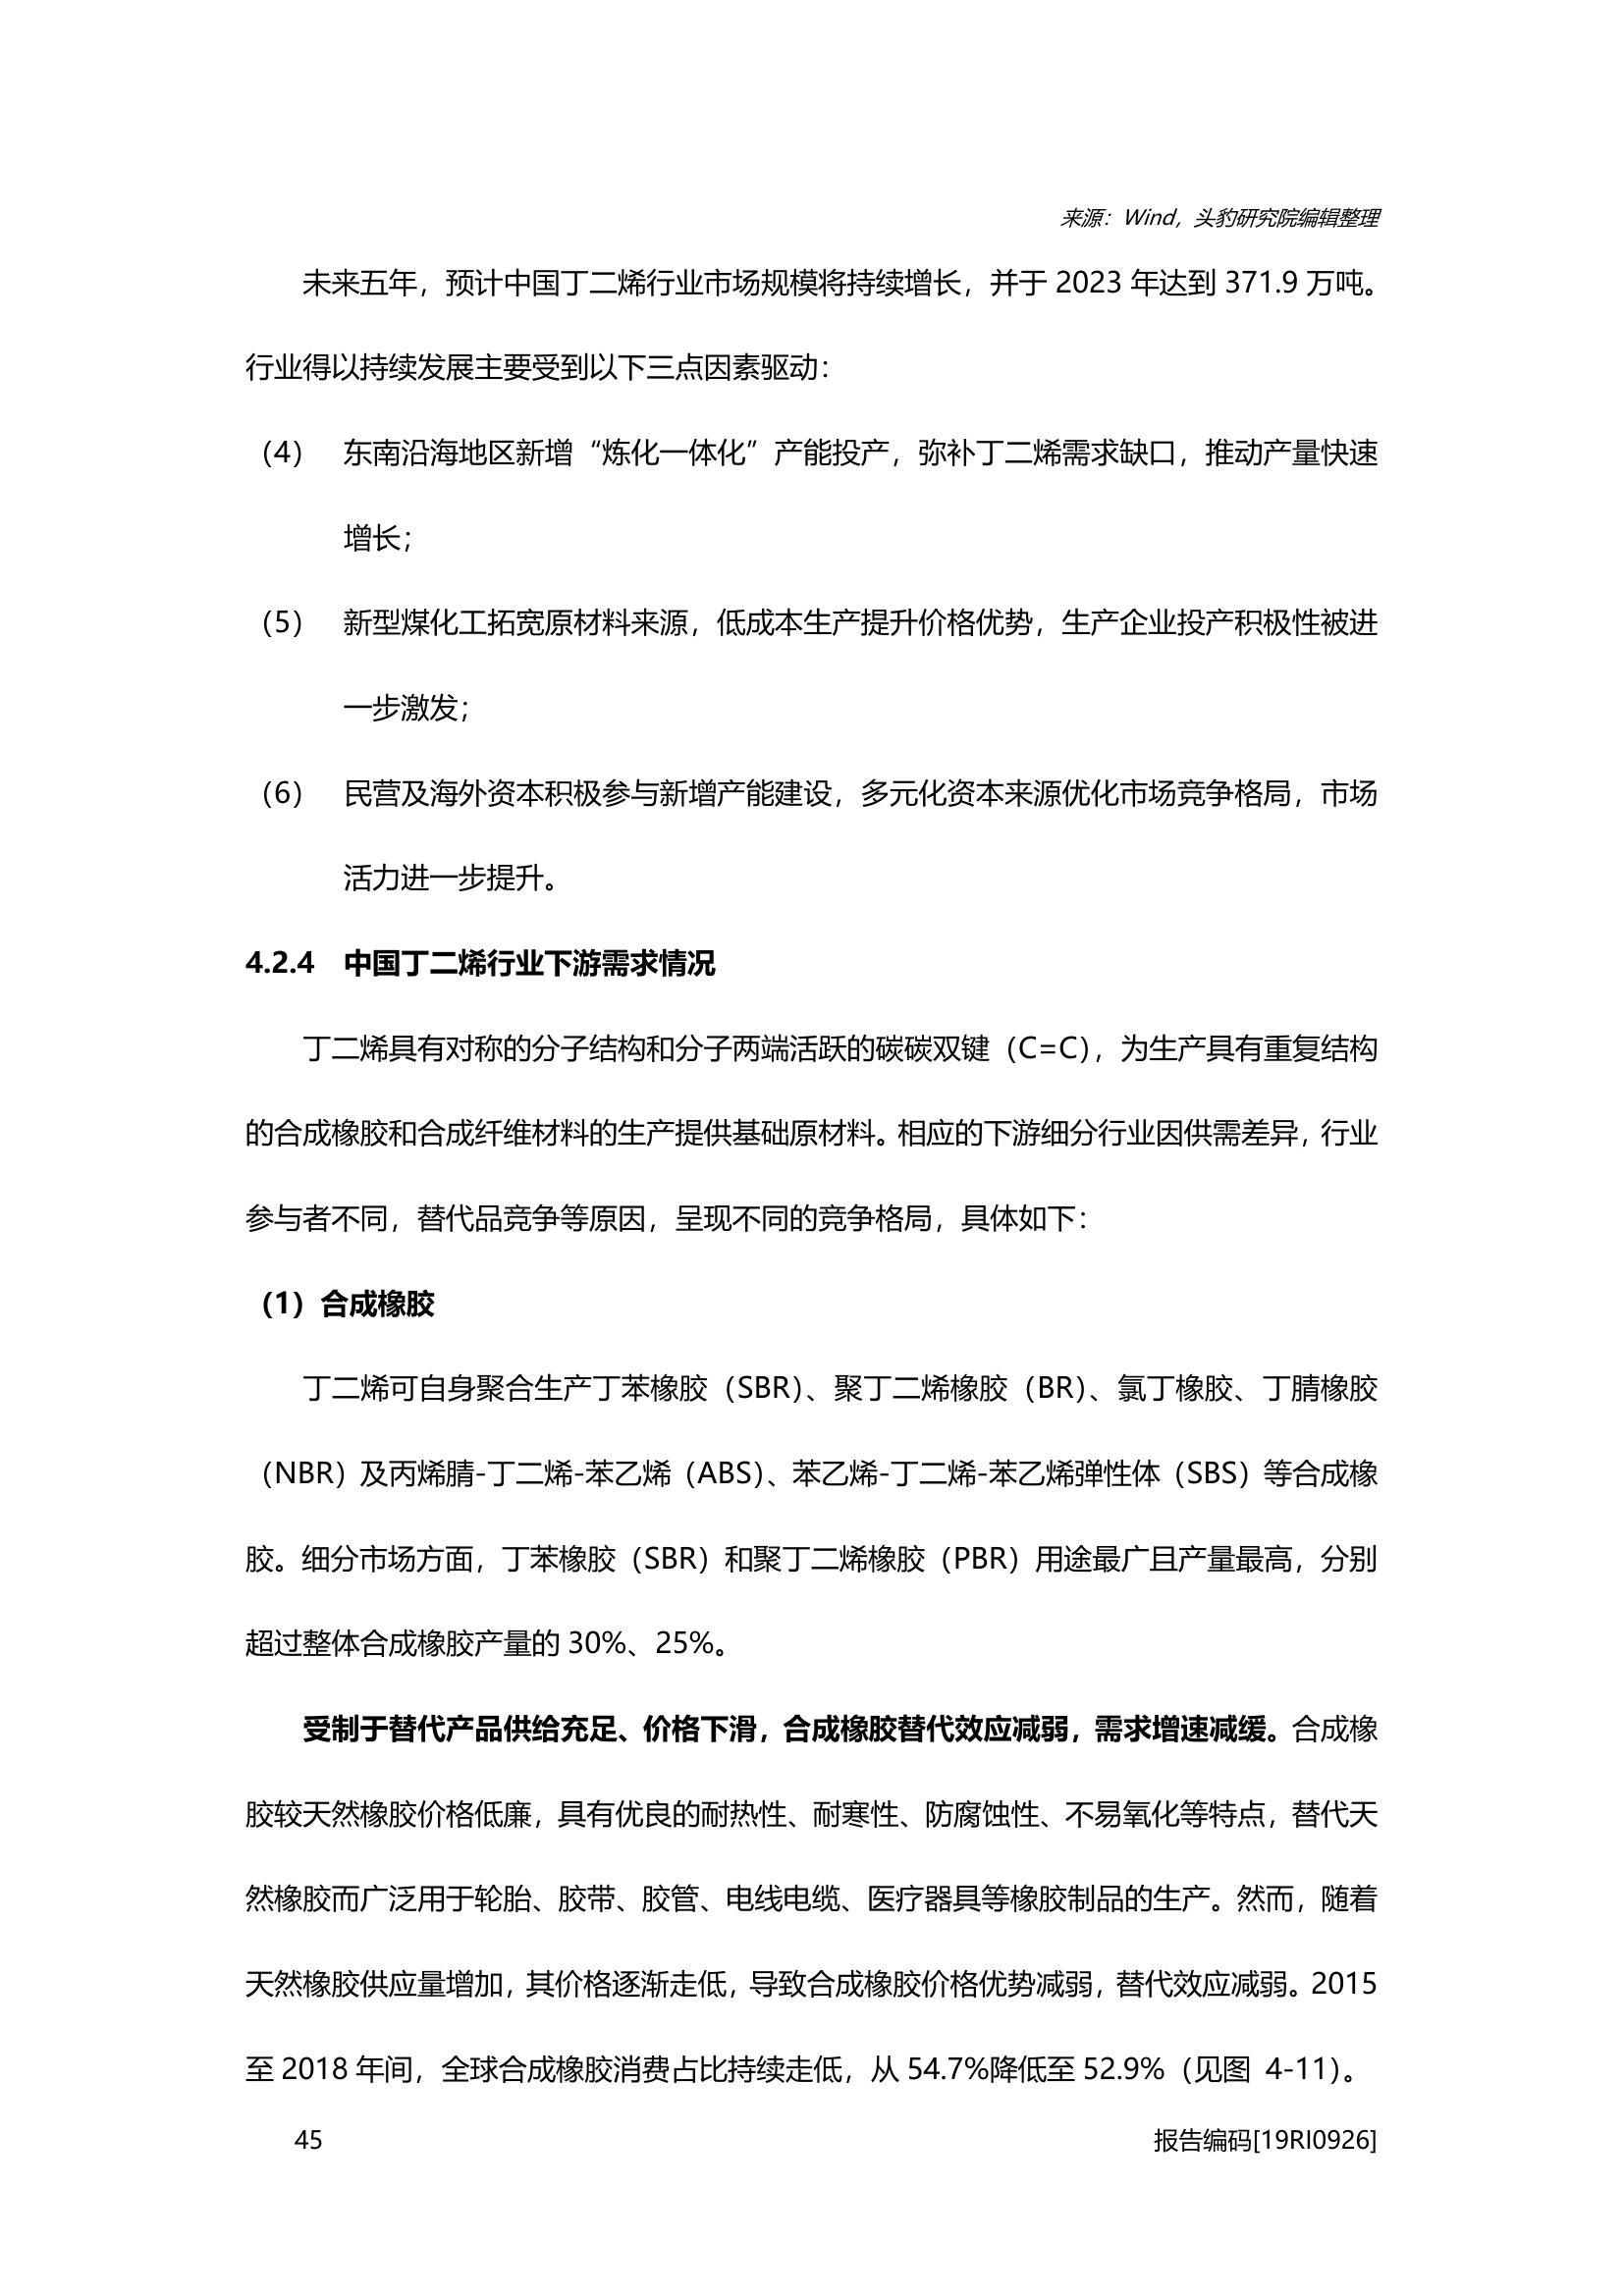 来源：Wind，头豹研究院编辑整理
未来五年，预计中国丁二烯行业市场规模将持续增长，并于 2023 年达到 371.9 万吨。
行业得以持续发展主要受到以下三点因素驱动：
（4） 东南沿海地区新增“炼化一体化”产能投产，弥补丁二烯需求缺口，推动产量快速
增长；
（5） 新型煤化工拓宽原材料来源，低成本生产提升价格优势，生产企业投产积极性被进
一步激发；
（6） 民营及海外资本积极参与新增产能建设，多元化资本来源优化市场竞争格局，市场
活力进一步提升。
4.2.4 中国丁二烯行业下游需求情况
丁二烯具有对称的分子结构和分子两端活跃的碳碳双键（C=C），为生产具有重复结构
的合成橡胶和合成纤维材料的生产提供基础原材料。相应的下游细分行业因供需差异，行业
参与者不同，替代品竞争等原因，呈现不同的竞争格局，具体如下：
（1）合成橡胶
丁二烯可自身聚合生产丁苯橡胶（SBR）、聚丁二烯橡胶（BR）、氯丁橡胶、丁腈橡胶
（NBR）及丙烯腈-丁二烯-苯乙烯（ABS）、苯乙烯-丁二烯-苯乙烯弹性体（SBS）等合成橡
胶。细分市场方面，丁苯橡胶（SBR）和聚丁二烯橡胶（PBR）用途最广且产量最高，分别
超过整体合成橡胶产量的 30%、25%。
受制于替代产品供给充足、价格下滑，合成橡胶替代效应减弱，需求增速减缓。合成橡
胶较天然橡胶价格低廉，具有优良的耐热性、耐寒性、防腐蚀性、不易氧化等特点，替代天
然橡胶而广泛用于轮胎、胶带、胶管、电线电缆、医疗器具等橡胶制品的生产。然而，随着
天然橡胶供应量增加，其价格逐渐走低，导致合成橡胶价格优势减弱，替代效应减弱。2015
至 2018 年间，全球合成橡胶消费占比持续走低，从 54.7%降低至 52.9%（见图 4-11）。
45 报告编码[19RI0926]